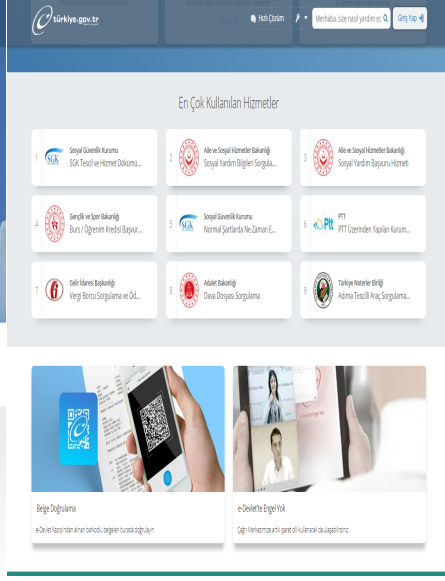 türkiye.gov.tr
Hızlı Çözüm
Merhaba, size nasıl yardım ec
Giriş Yap
En Çok Kullanılan Hizmetler
1
Sosyal Güvenlik Kurumu
SGK Tescil ve Hizmet Dökümü...
2
Aile ve Sosyal Hizmetler Bakanlığı
Sosyal Yardım Bilgileri Sorgula...
3
Aile ve Sosyal Hizmetler Bakanlığı
Sosyal Yardım Başvuru Hizmeti
4
Gençlik ve Spor Bakanlığı
Burs / Öğrenim Kredisi Başvur...
5
SGK
Sosyal Güvenlik Kurumu
Normal Şartlarda Ne Zaman E...
6
Ptt
PTT
PTT Üzerinden Yapılan Kurum...
7
Gelir İdaresi Başkanlığı
Vergi Borcu Sorgulama ve Öd...
8
Adalet Bakanlığı
Dava Dosyası Sorgulama
9
Türkiye Noterler Birliği
Adıma Tescilli Araç Sorgulama...
Belge Doğrulama
e-Devlet Kapısı'ndan alınan barkodlu belgeleri burada doğrulayın.
e-Devlet'te Engel Yok
Çağrı Merkezimize artık işaret dili kullanarak da ulaşabilirsiniz.